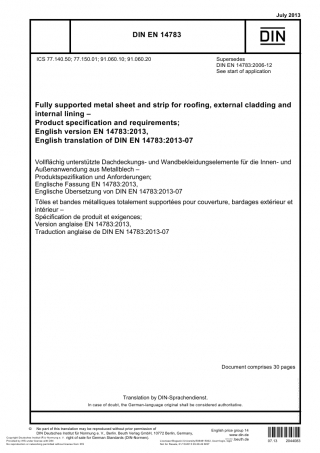 July 2013
DIN EN 14783
DIN
ICS 77.140.50; 77.150.01; 91.060.10; 91.060.20
Supersedes
DIN EN 14783:2006-12
See start of application
Fully supported metal sheet and strip for roofing, external cladding and
internal lining –
Product specification and requirements;
English version EN 14783:2013,
English translation of DIN EN 14783:2013-07
Vollflächig unterstützte Dachdeckungs- und Wandbekleidungselemente für die Innen- und
Außenanwendung aus Metallblech –
Produktspezifikation und Anforderungen;
Englische Fassung EN 14783:2013,
Englische Übersetzung von DIN EN 14783:2013-07
Tôles et bandes métalliques totalement supportées pour couverture, bardages extérieur et
intérieur –
Spécification de produit et exigences;
Version anglaise EN 14783:2013,
Traduction anglaise de DIN EN 14783:2013-07
Document comprises 30 pages
Translation by DIN-Sprachendienst.
In case of doubt, the German-language original shall be considered authoritative.
© No part of this translation may be reproduced without prior permission of
DIN Deutsches Institut für Normung e. V., Berlin. Beuth Verlag GmbH, 10772 Berlin, Germany,
right of sale for German Standards (DIN-Normen).
English price group 14
www.din.de
www.beuth.de